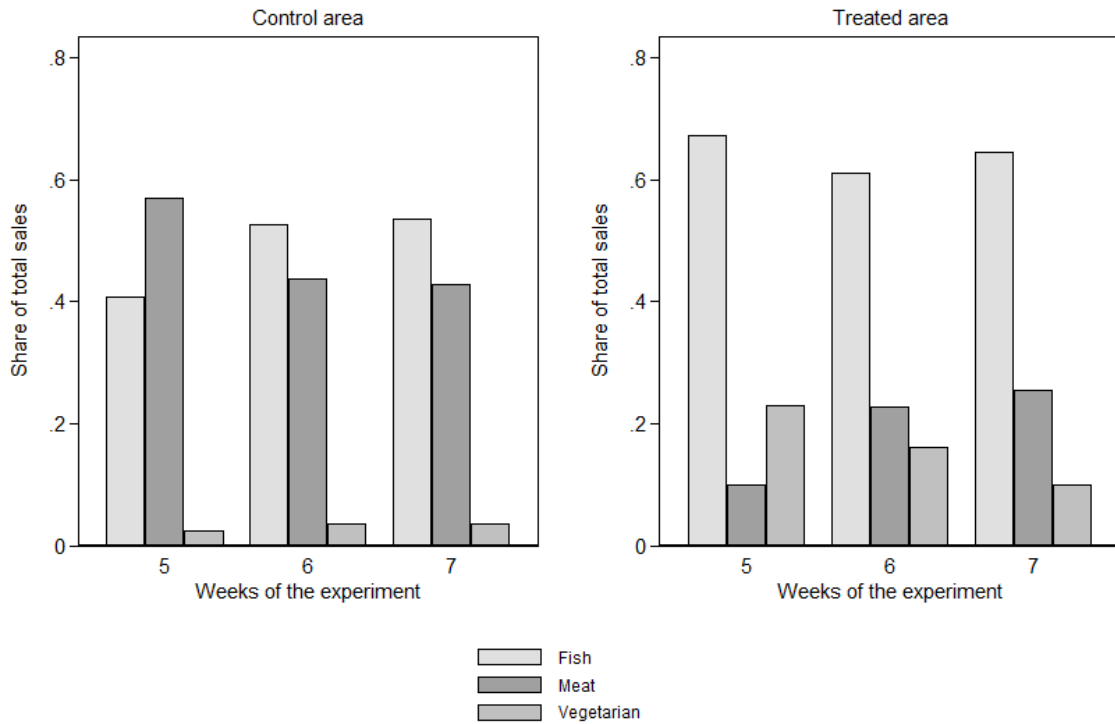 Control area
Share of total sales
.8
.6
.4
.2
0
5 6 7
Weeks of the experiment
Treated area
Share of total sales
.8
.6
.4
.2
0
5 6 7
Weeks of the experiment
Fish
Meat
Vegetarian